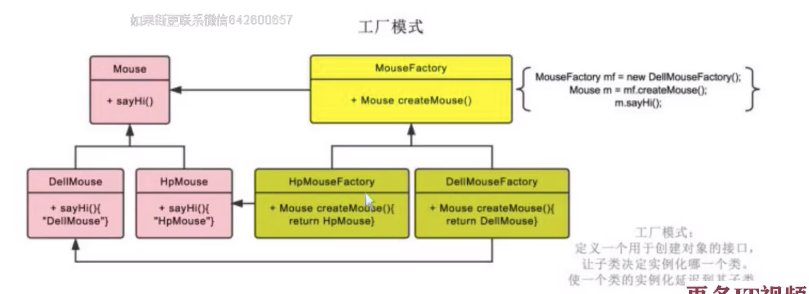 如果断更联系微信642600657
工厂模式
Mouse
+ sayHi()
MouseFactory
+ Mouse createMouse()
MouseFactory mf = new DellMouseFactory();
Mouse m = mf.createMouse();
m.sayHi();
DellMouse
+ sayHi(){
"DellMouse"}
HpMouse
+ sayHi(){
"HpMouse"}
HpMouseFactory
+ Mouse createMouse(){
return HpMouse}
DellMouseFactory
+ Mouse createMouse(){
return DellMouse}
工厂模式：
定义一个用于创建对象的接口，
让子类决定实例化哪一个类。
使一个类的实例化延迟到其子类
更多IT视频